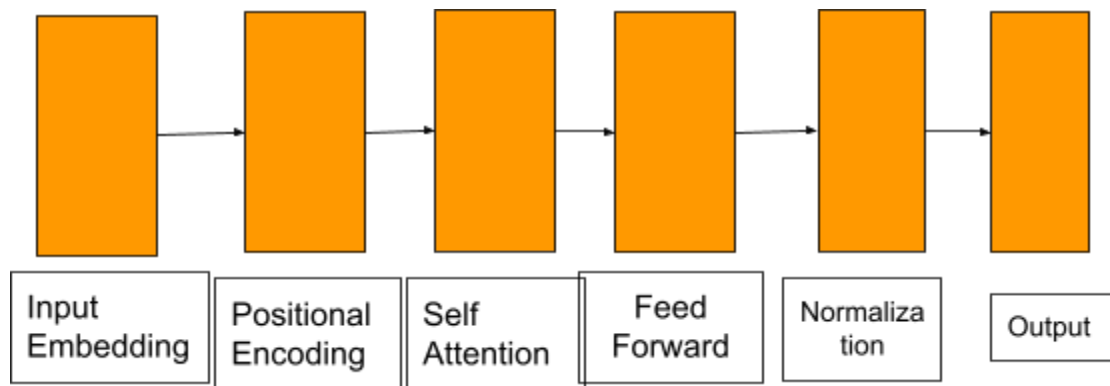 Input
Embedding
Positional
Encoding
Self
Attention
Feed
Forward
Normaliza
tion
Output